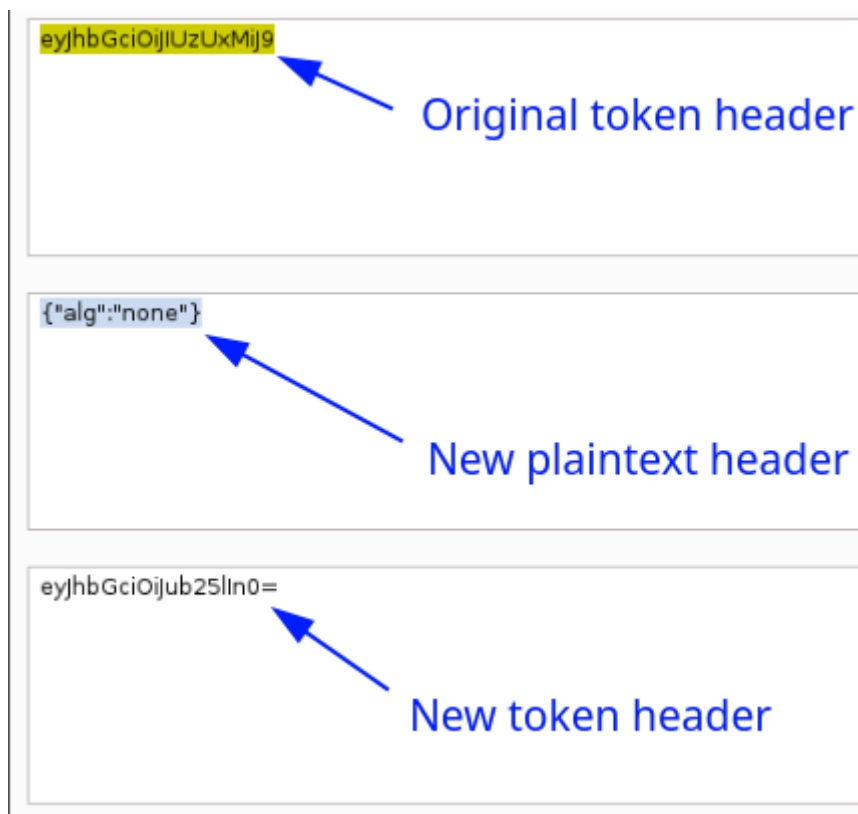 eyJhbGciOiJIUzUxMiJ9
Original token header
{"alg":"none"}
New plaintext header
eyJhbGciOiJub25lIn0=
New token header